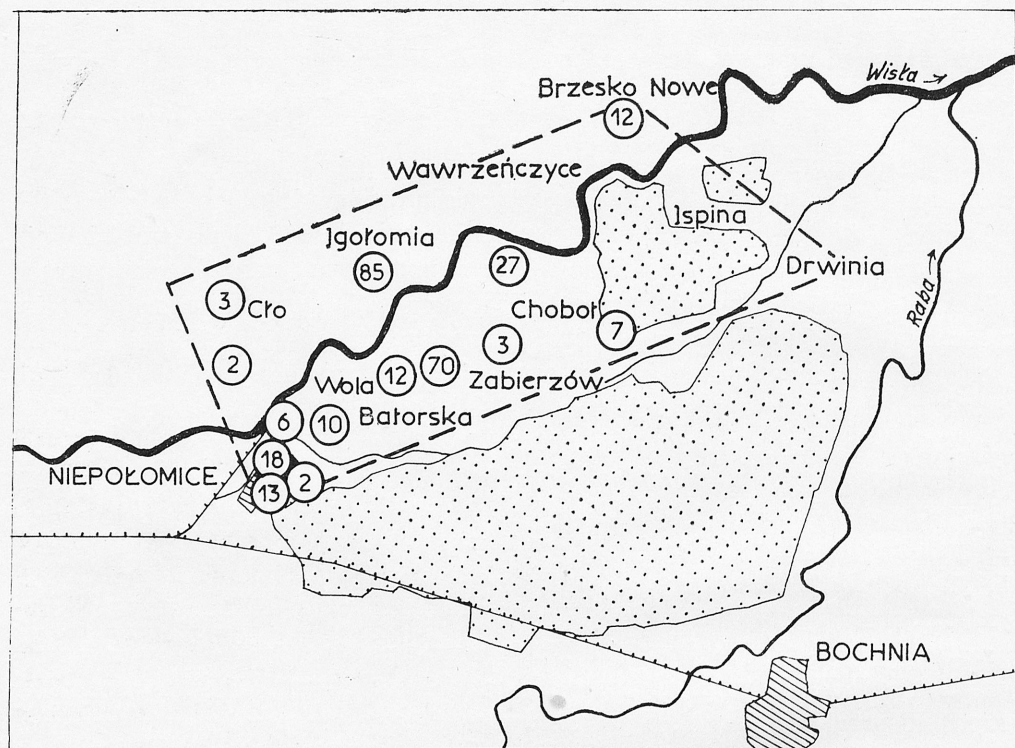 Wisła →
Brzesko Nowe
12
Wawrzeńczyce
Ispina
Igołomia
85
27
Drwinia
3
Cło
Chobot
7
Raba →
2
3
Wola
12
70
Zabierzów
6
10
Batorska
18
NIEPOŁOMICE
13
2
BOCHNIA